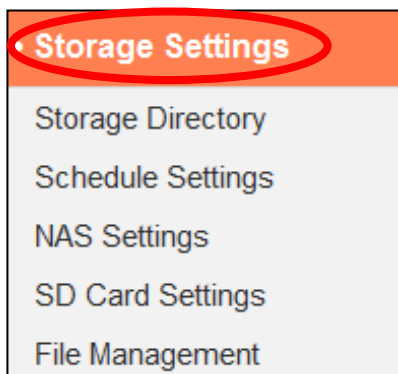 • Storage Settings
Storage Directory
Schedule Settings
NAS Settings
SD Card Settings
File Management